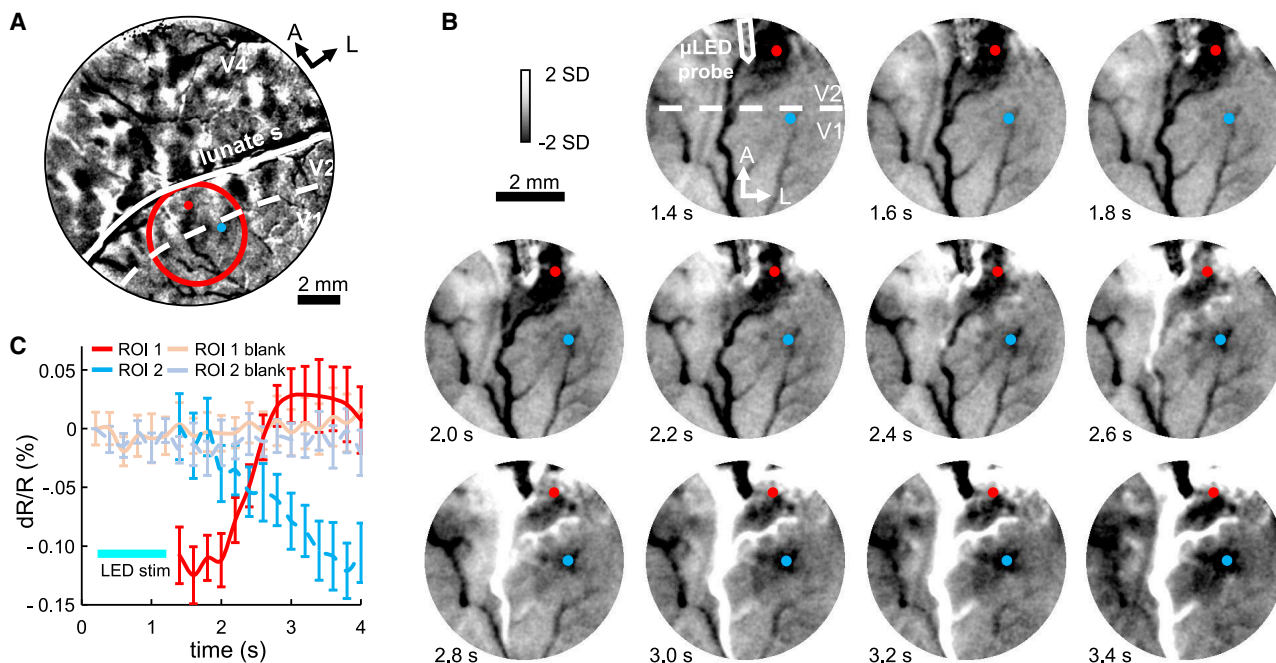 A
A
L
V4
lunate s
V2
V1
2 mm
B
2 SD
-2 SD
2 mm
µLED
probe
V2
V1
A
L
1.4 s
1.6 s
1.8 s
2.0 s
2.2 s
2.4 s
2.6 s
2.8 s
3.0 s
3.2 s
3.4 s
C
ROI 1
ROI 1 blank
ROI 2
ROI 2 blank
0.05
0
-.05
- 0.10
- 0.15
dR/R (%)
LED stim
0
1
2
3
4
time (s)